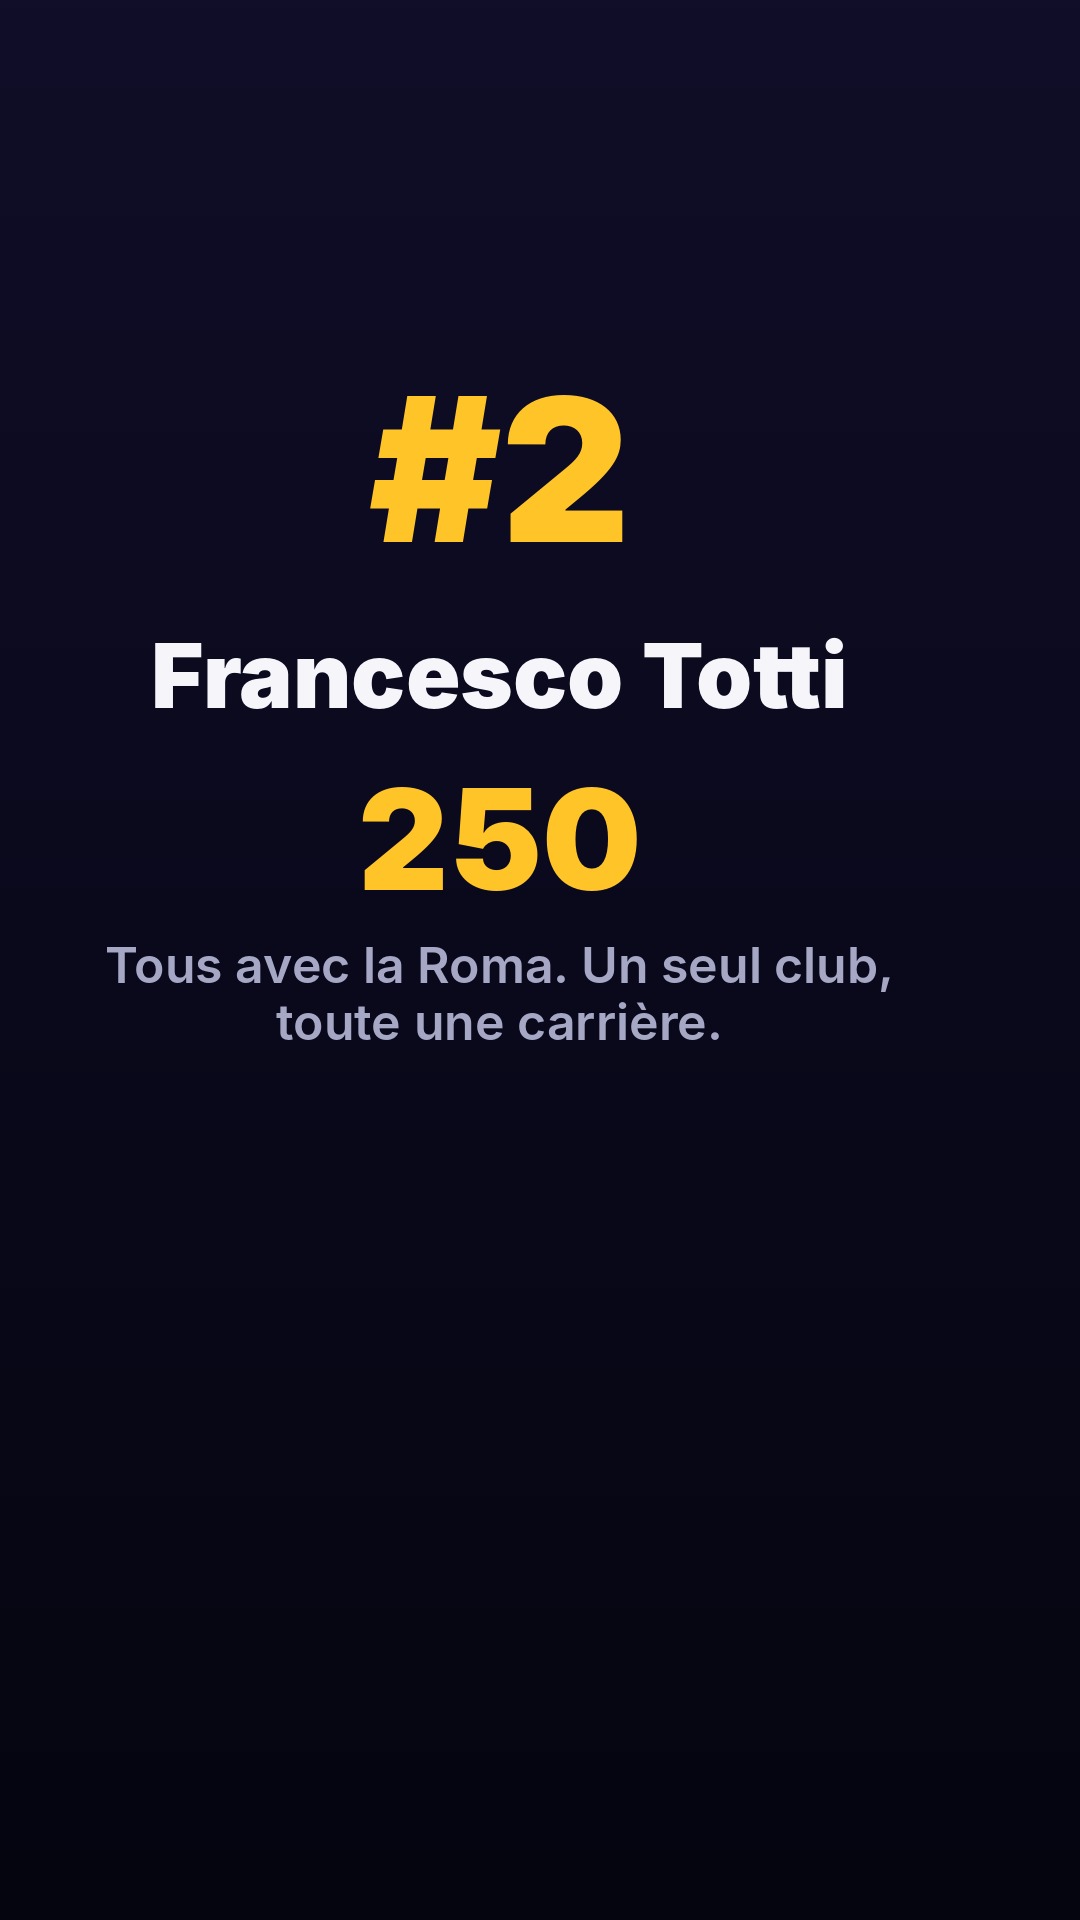 #2
Francesco Totti
250
Tous avec la Roma. Un seul club,
toute une carrière.